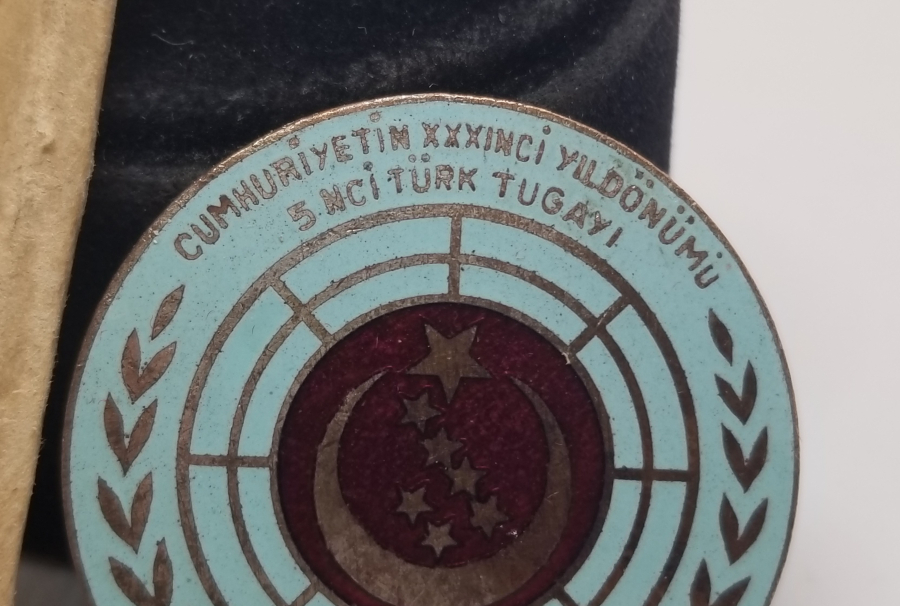 CUMHURİYETİN XXXINCİ YILDÖNÜMÜ
5.NCİ TÜRK TUGAYI